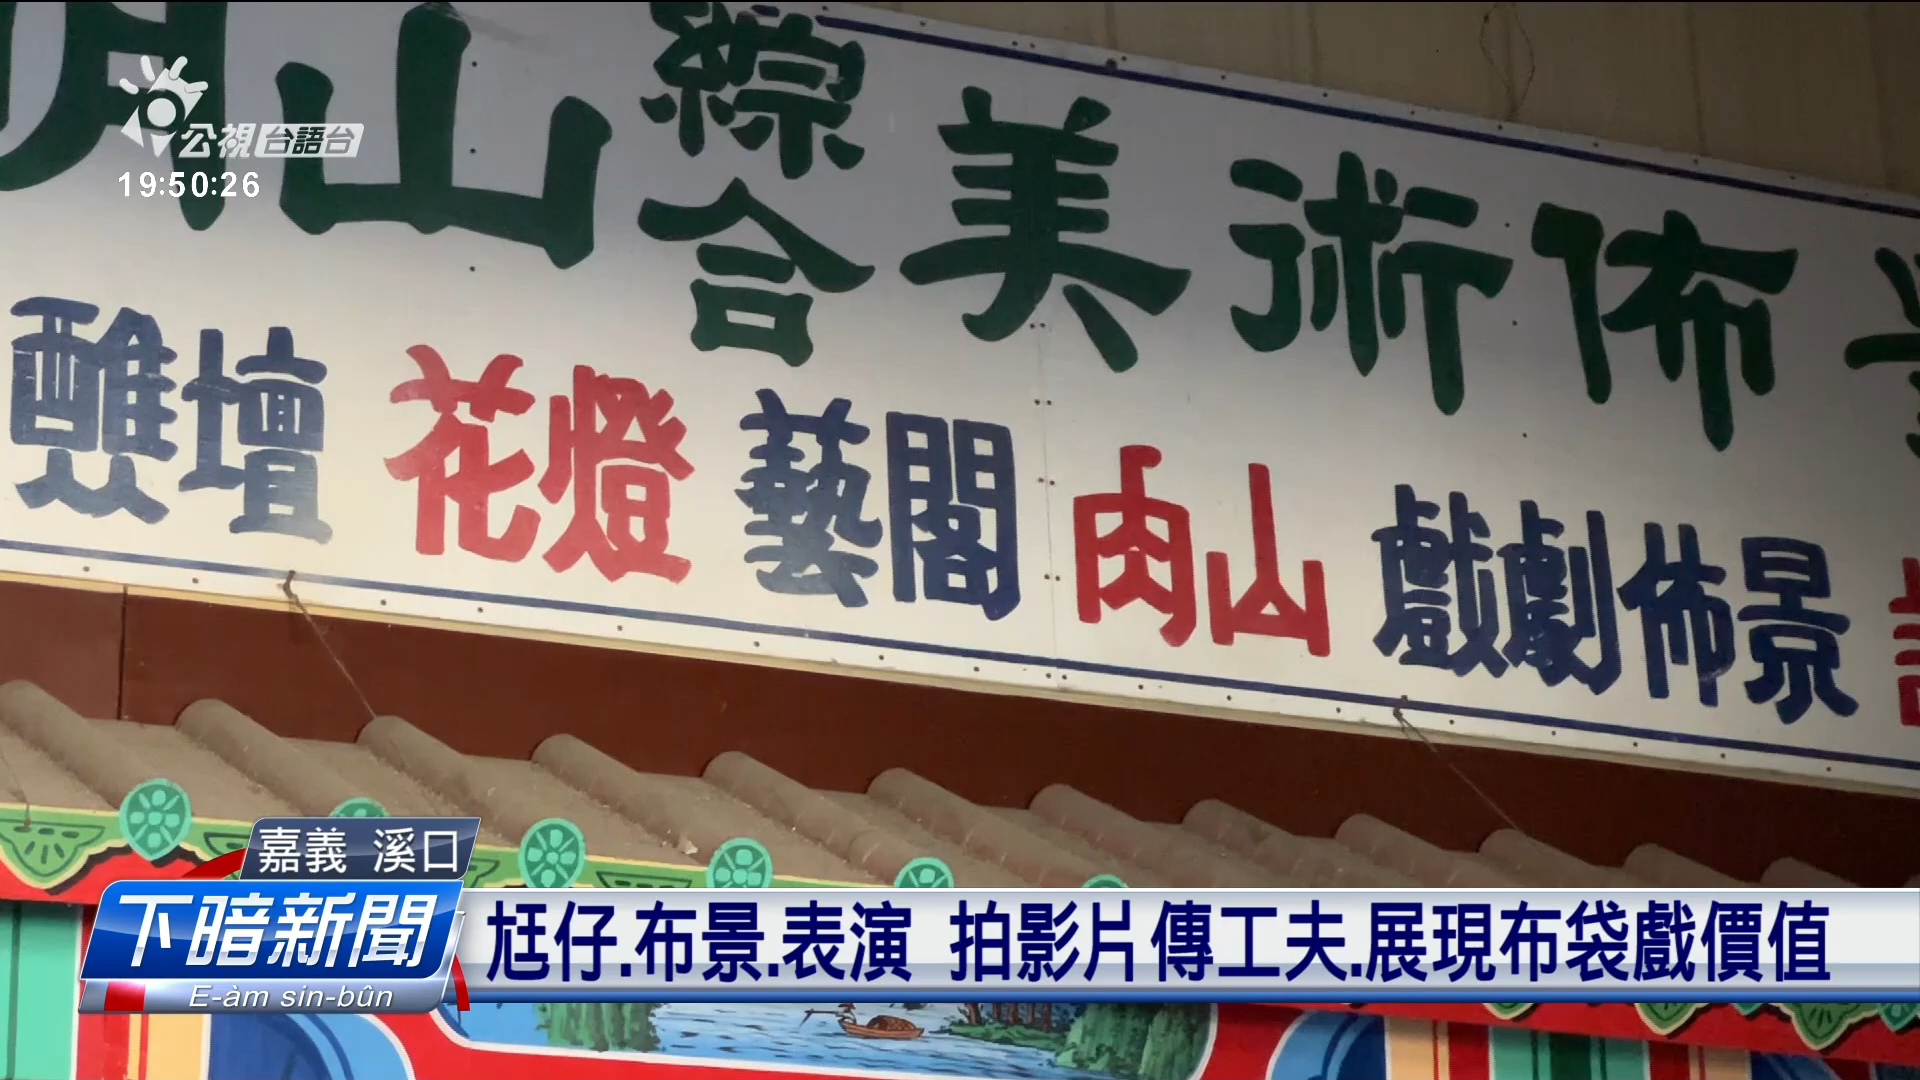 公視 台語台
19:50:26
明山 綜合 美術佈
醮壇 花燈 藝閣 肉山 戲劇佈景
嘉義 溪口
下暗新聞
E-àm sin-bûn
尪仔.布景.表演 拍影片傳工夫.展現布袋戲價值